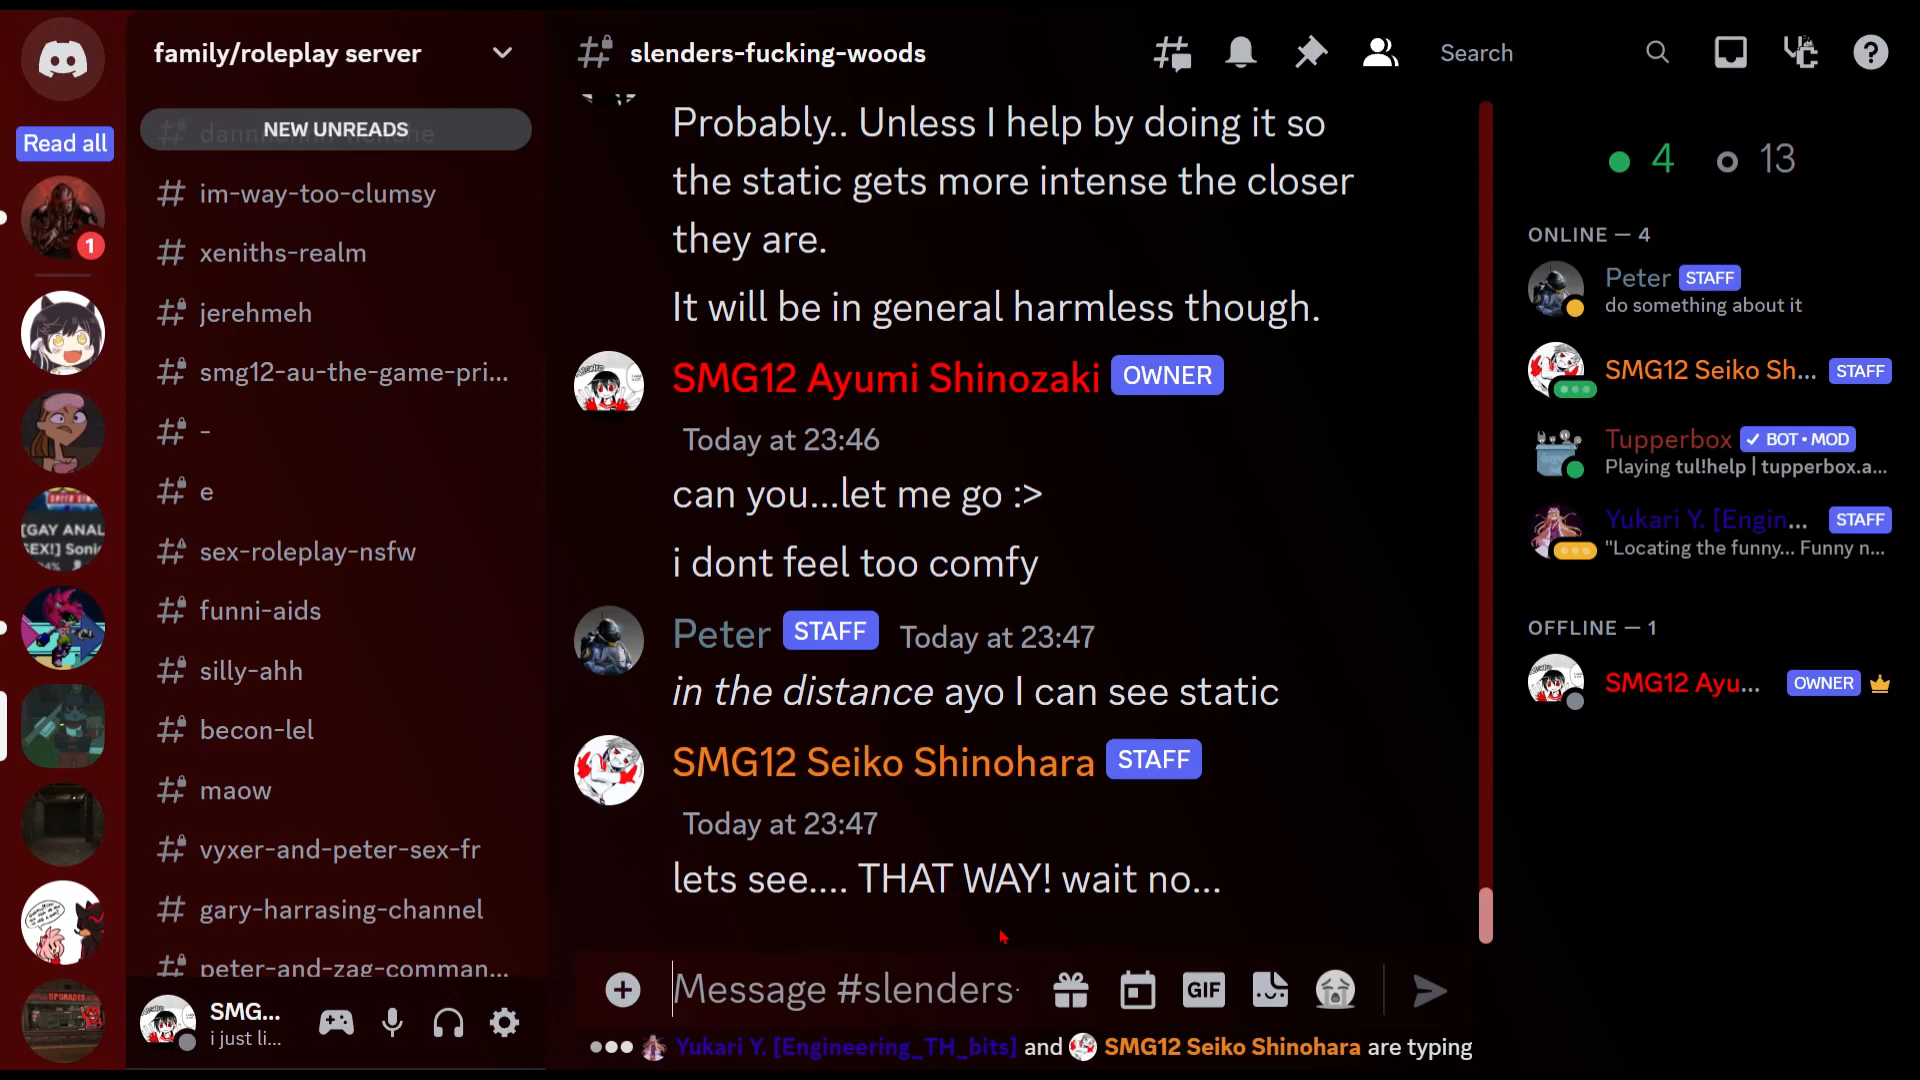 family/roleplay server
slenders-fucking-woods
Search
Read all
NEW UNREADS
1
im-way-too-clumsy
xeniths-realm
jerehmeh
smg12-au-the-game-pri...
-
e
sex-roleplay-nsfw
funni-aids
silly-ahh
becon-lel
maow
vyxer-and-peter-sex-fr
gary-harrasing-channel
peter-and-zag-comman...
[GAY ANAL
SEX!] Soni
UPGRADES
SMG...
i just li...
Probably.. Unless I help by doing it so
the static gets more intense the closer
they are.
It will be in general harmless though.
SMG12 Ayumi Shinozaki OWNER
Today at 23:46
can you...let me go :>
i dont feel too comfy
Peter STAFF Today at 23:47
in the distance ayo I can see static
SMG12 Seiko Shinohara STAFF
Today at 23:47
lets see.... THAT WAY! wait no...
Message #slenders-
GIF
Yukari Y. [Engineering_TH_bits] and SMG12 Seiko Shinohara are typing
4 13
ONLINE — 4
Peter STAFF
do something about it
SMG12 Seiko Sh... STAFF
Tupperbox ✓ BOT • MOD
Playing tul!help | tupperbox.a...
Yukari Y. [Engin... STAFF
"Locating the funny... Funny n...
OFFLINE — 1
SMG12 Ayu... OWNER